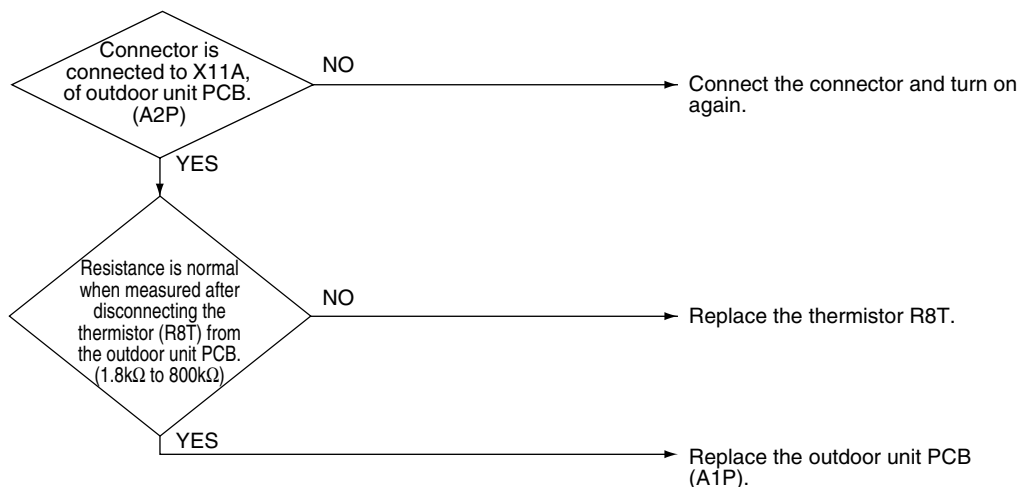 Connector is
connected to X11A,
of outdoor unit PCB.
(A2P)
NO
Connect the connector and turn on
again.
YES
Resistance is normal
when measured after
disconnecting the
thermistor (R8T) from
the outdoor unit PCB.
(1.8kΩ to 800kΩ)
NO
Replace the thermistor R8T.
YES
Replace the outdoor unit PCB
(A1P).